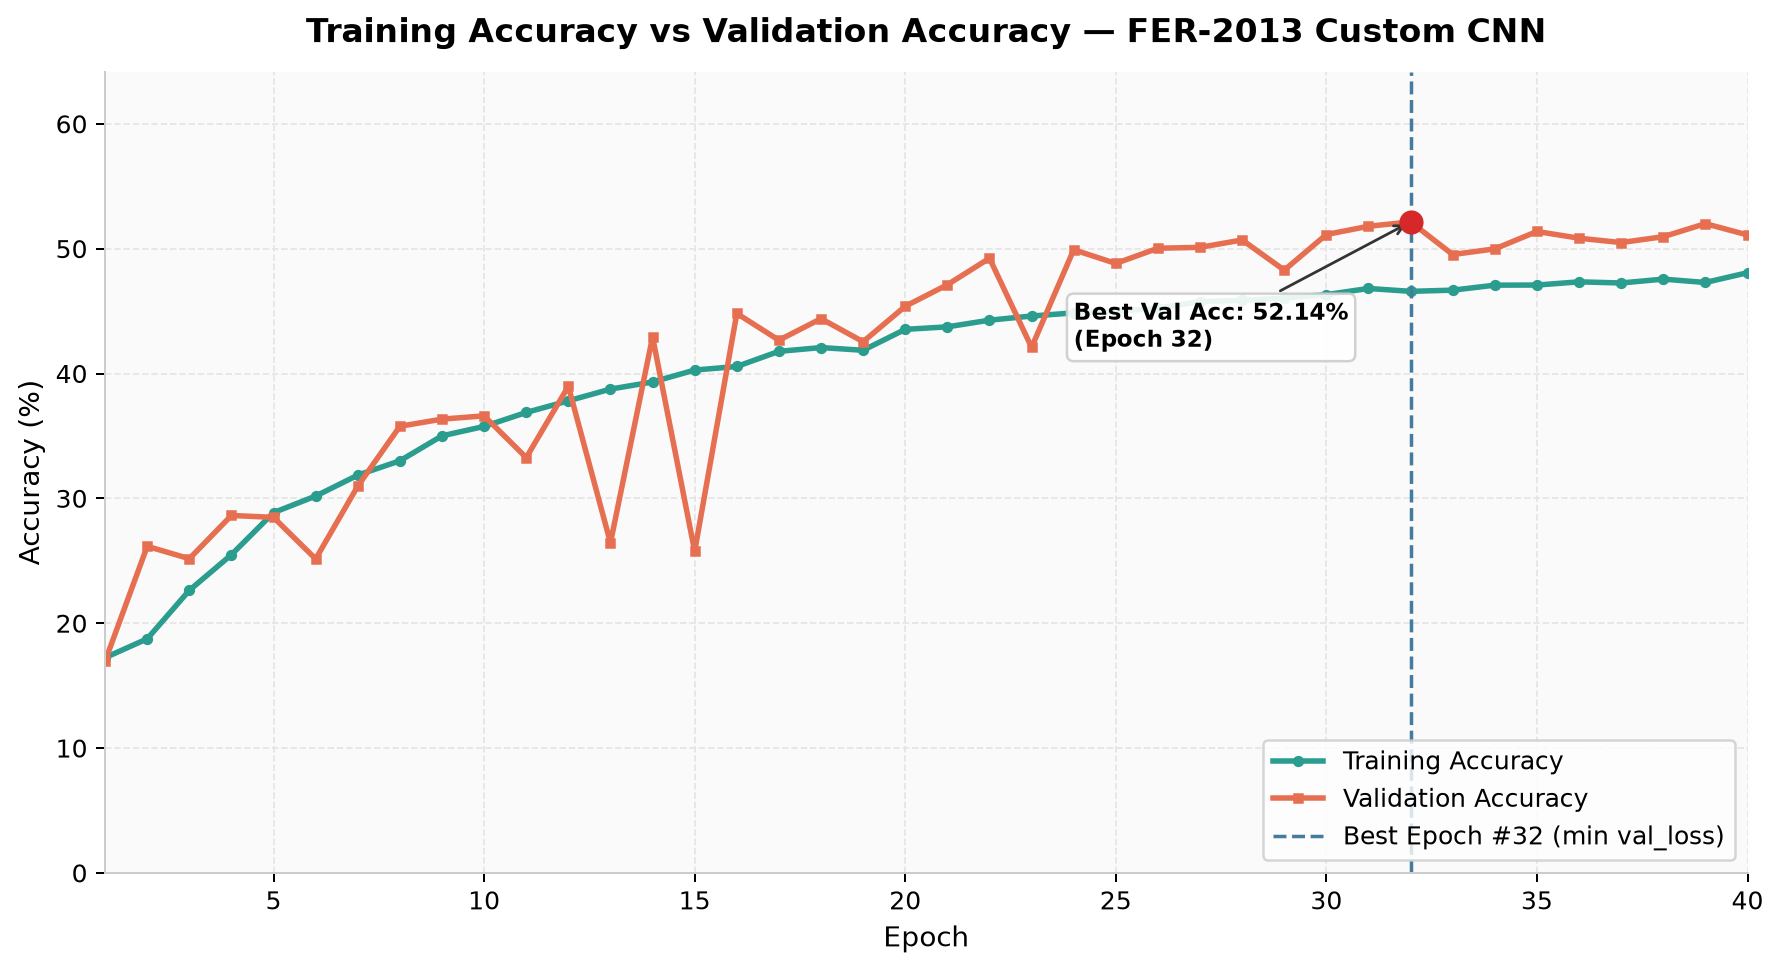 Training Accuracy vs Validation Accuracy — FER-2013 Custom CNN
Accuracy (%)
60
50
40
30
20
10
0
Best Val Acc: 52.14%
(Epoch 32)
Training Accuracy
Validation Accuracy
Best Epoch #32 (min val_loss)
5 10 15 20 25 30 35 40
Epoch